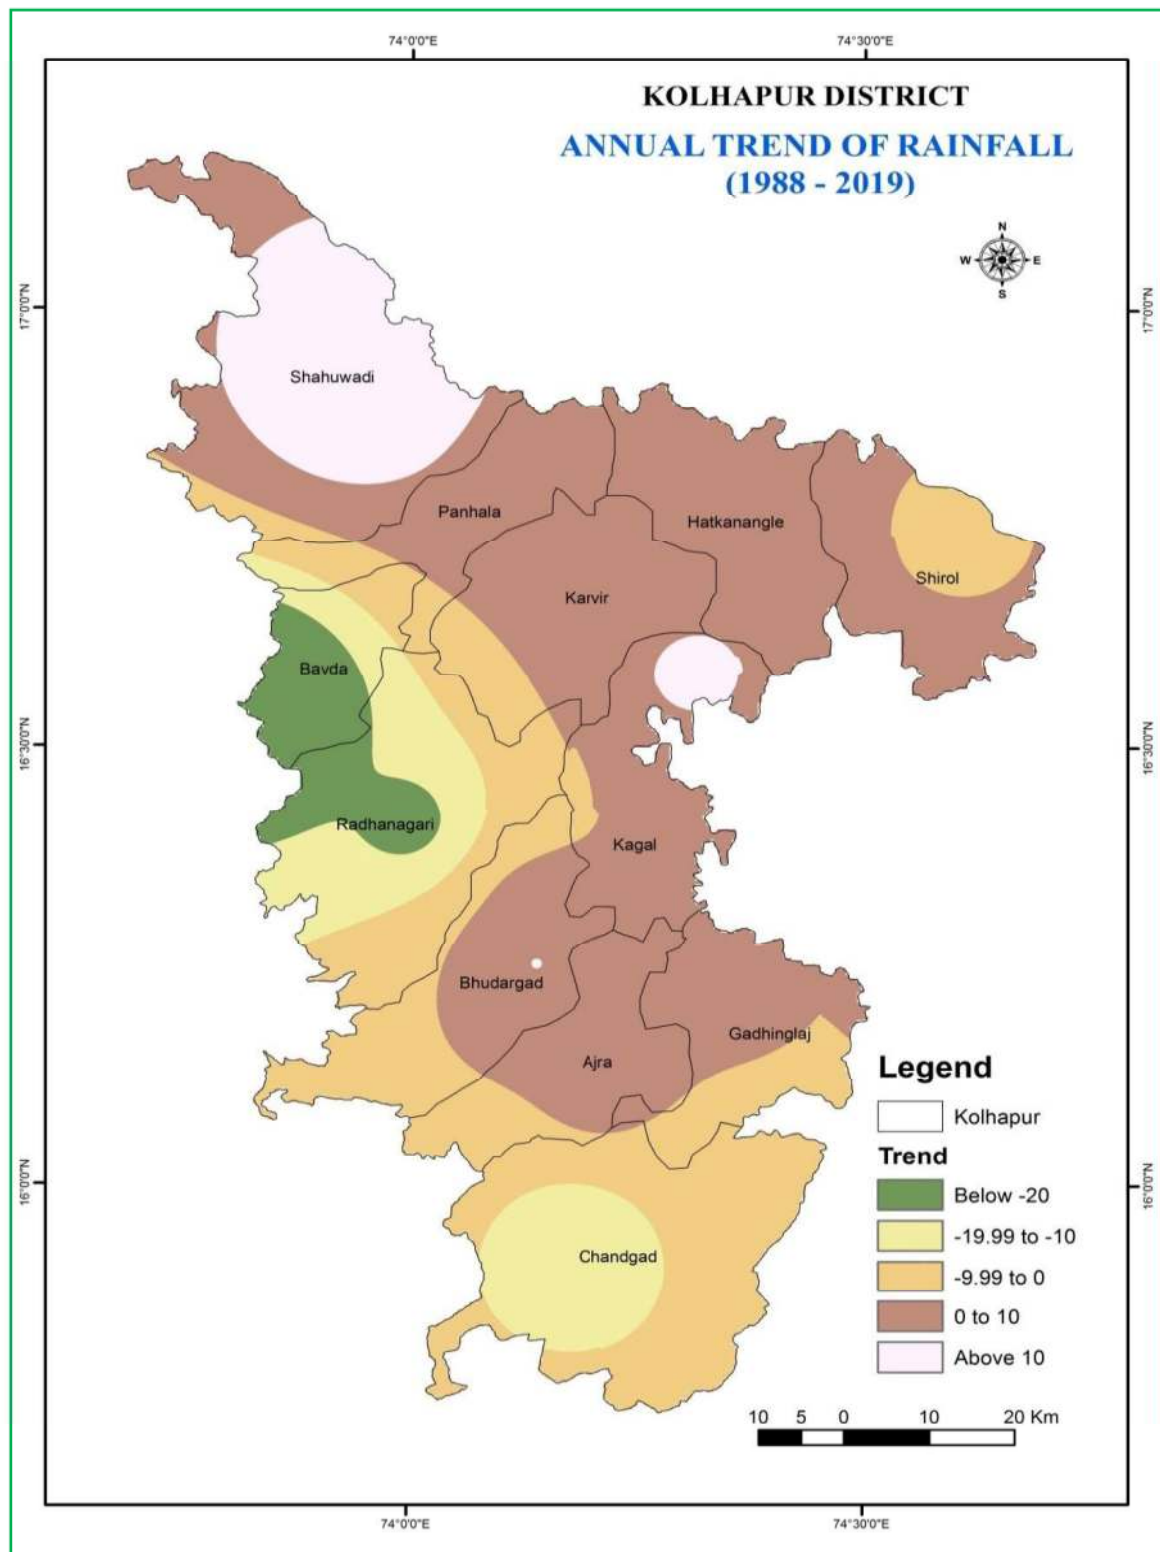 74°0'0"E
74°30'0"E
KOLHAPUR DISTRICT
ANNUAL TREND OF RAINFALL
(1988 - 2019)
N
W
E
S
17°0'0"N
17°0'0"N
Shahuwadi
Panhala
Hatkanangle
Shirol
Karvir
Bavda
16°30'0"N
16°30'0"N
Radhanagari
Kagal
Bhudargad
Gadhinglaj
Ajra
Legend
Kolhapur
Trend
16°0'0"N
16°0'0"N
Below -20
-19.99 to -10
Chandgad
-9.99 to 0
0 to 10
Above 10
10 5 0 10 20 Km
74°0'0"E
74°30'0"E